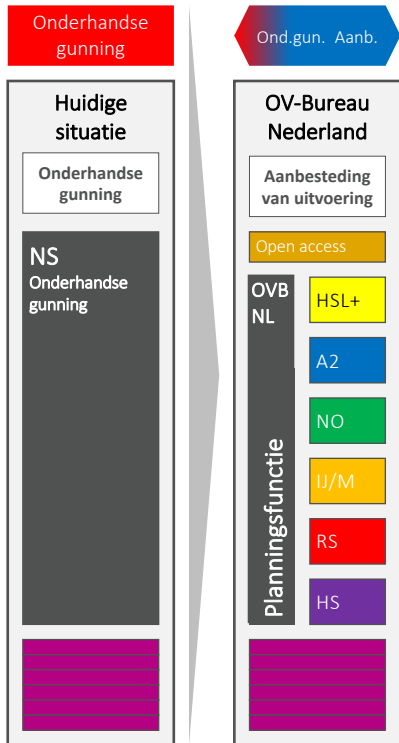 Onderhandse
gunning
Huidige
situatie
Onderhandse
gunning
NS
Onderhandse
gunning
Ond.gun. Aanb.
OV-Bureau
Nederland
Aanbesteding
van uitvoering
Open access
OVB
NL
Planningsfunctie
HSL+
A2
NO
IJ/M
RS
HS